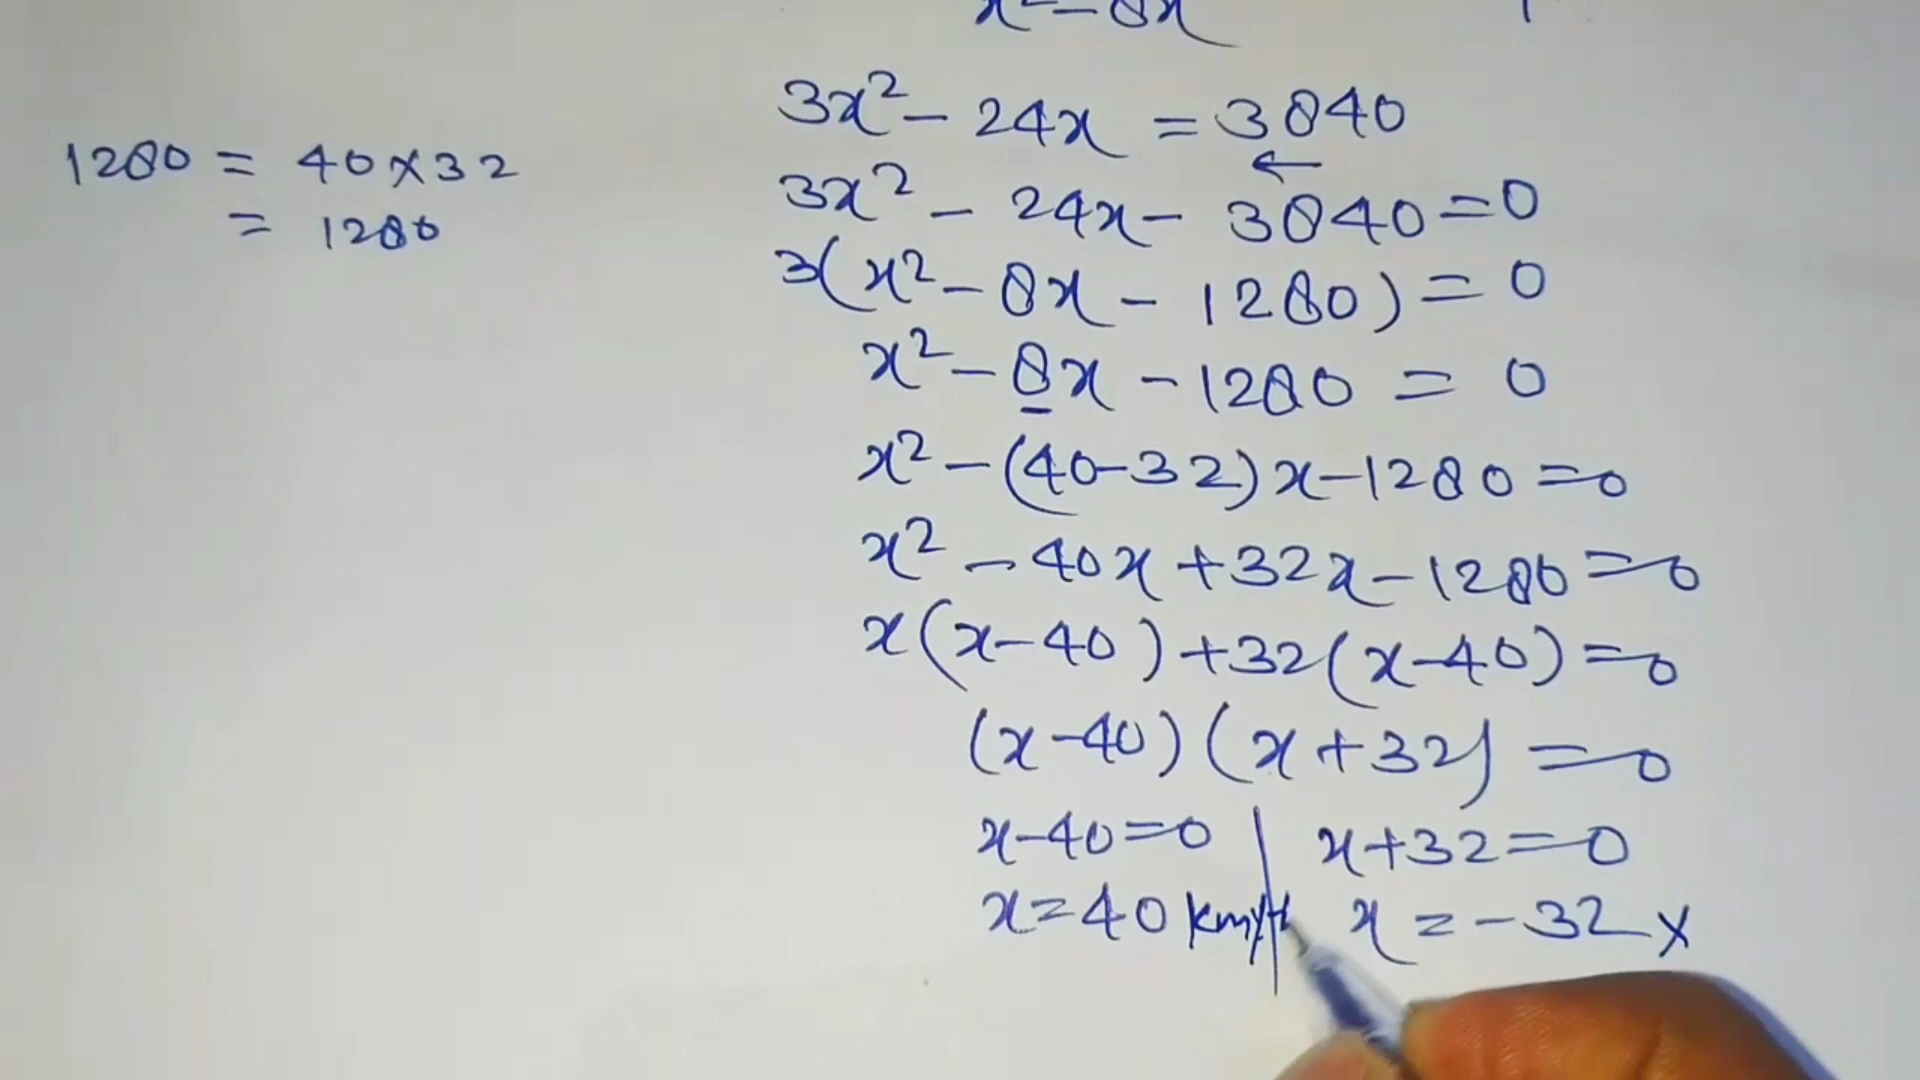 x² - 8x
3x² - 24x = 3840
3x² - 24x - 3840 = 0
3(x² - 8x - 1280) = 0
x² - 8x - 1280 = 0
x² - (40-32)x - 1280 = 0
x² - 40x + 32x - 1280 = 0
x(x-40) + 32(x-40) = 0
(x-40)(x+32) = 0
x-40=0 | x+32=0
x=40 km/h x = -32 x
1280 = 40×32
= 1280